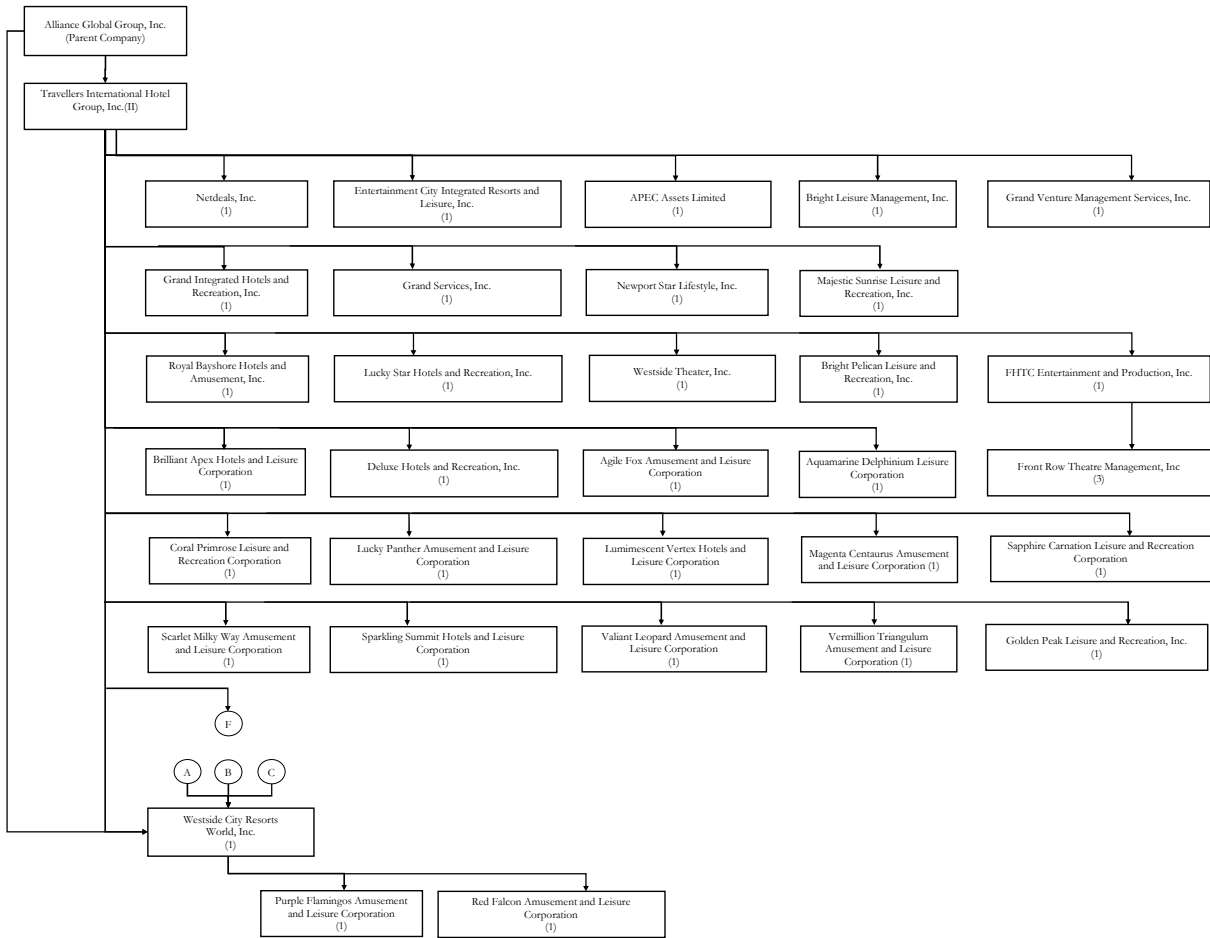 Alliance Global Group, Inc.
(Parent Company)
Travellers International Hotel
Group, Inc.(II)
Netdeals, Inc.
(1)
Entertainment City Integrated Resorts and
Leisure, Inc.
(1)
APEC Assets Limited
(1)
Bright Leisure Management, Inc.
(1)
Grand Venture Management Services, Inc.
(1)
Grand Integrated Hotels and
Recreation, Inc.
(1)
Grand Services, Inc.
(1)
Newport Star Lifestyle, Inc.
(1)
Majestic Sunrise Leisure and
Recreation, Inc.
(1)
Royal Bayshore Hotels and
Amusement, Inc.
(1)
Lucky Star Hotels and Recreation, Inc.
(1)
Westside Theater, Inc.
(1)
Bright Pelican Leisure and
Recreation, Inc.
(1)
FHTC Entertainment and Production, Inc.
(1)
Brilliant Apex Hotels and Leisure
Corporation
(1)
Deluxe Hotels and Recreation, Inc.
(1)
Agile Fox Amusement and Leisure
Corporation
(1)
Aquamarine Delphinium Leisure
Corporation
(1)
Front Row Theatre Management, Inc
(3)
Coral Primrose Leisure and
Recreation Corporation
(1)
Lucky Panther Amusement and Leisure
Corporation
(1)
Lumimescent Vertex Hotels and
Leisure Corporation
(1)
Magenta Centaurus Amusement
and Leisure Corporation (1)
Sapphire Carnation Leisure and Recreation
Corporation
(1)
Scarlet Milky Way Amusement
and Leisure Corporation
(1)
Sparkling Summit Hotels and Leisure
Corporation
(1)
Valiant Leopard Amusement and
Leisure Corporation
(1)
Vermillion Triangulum
Amusement and Leisure
Corporation (1)
Golden Peak Leisure and Recreation, Inc.
(1)
F
A
B
C
Westside City Resorts
World, Inc.
(1)
Purple Flamingos Amusement
and Leisure Corporation
(1)
Red Falcon Amusement and Leisure
Corporation
(1)